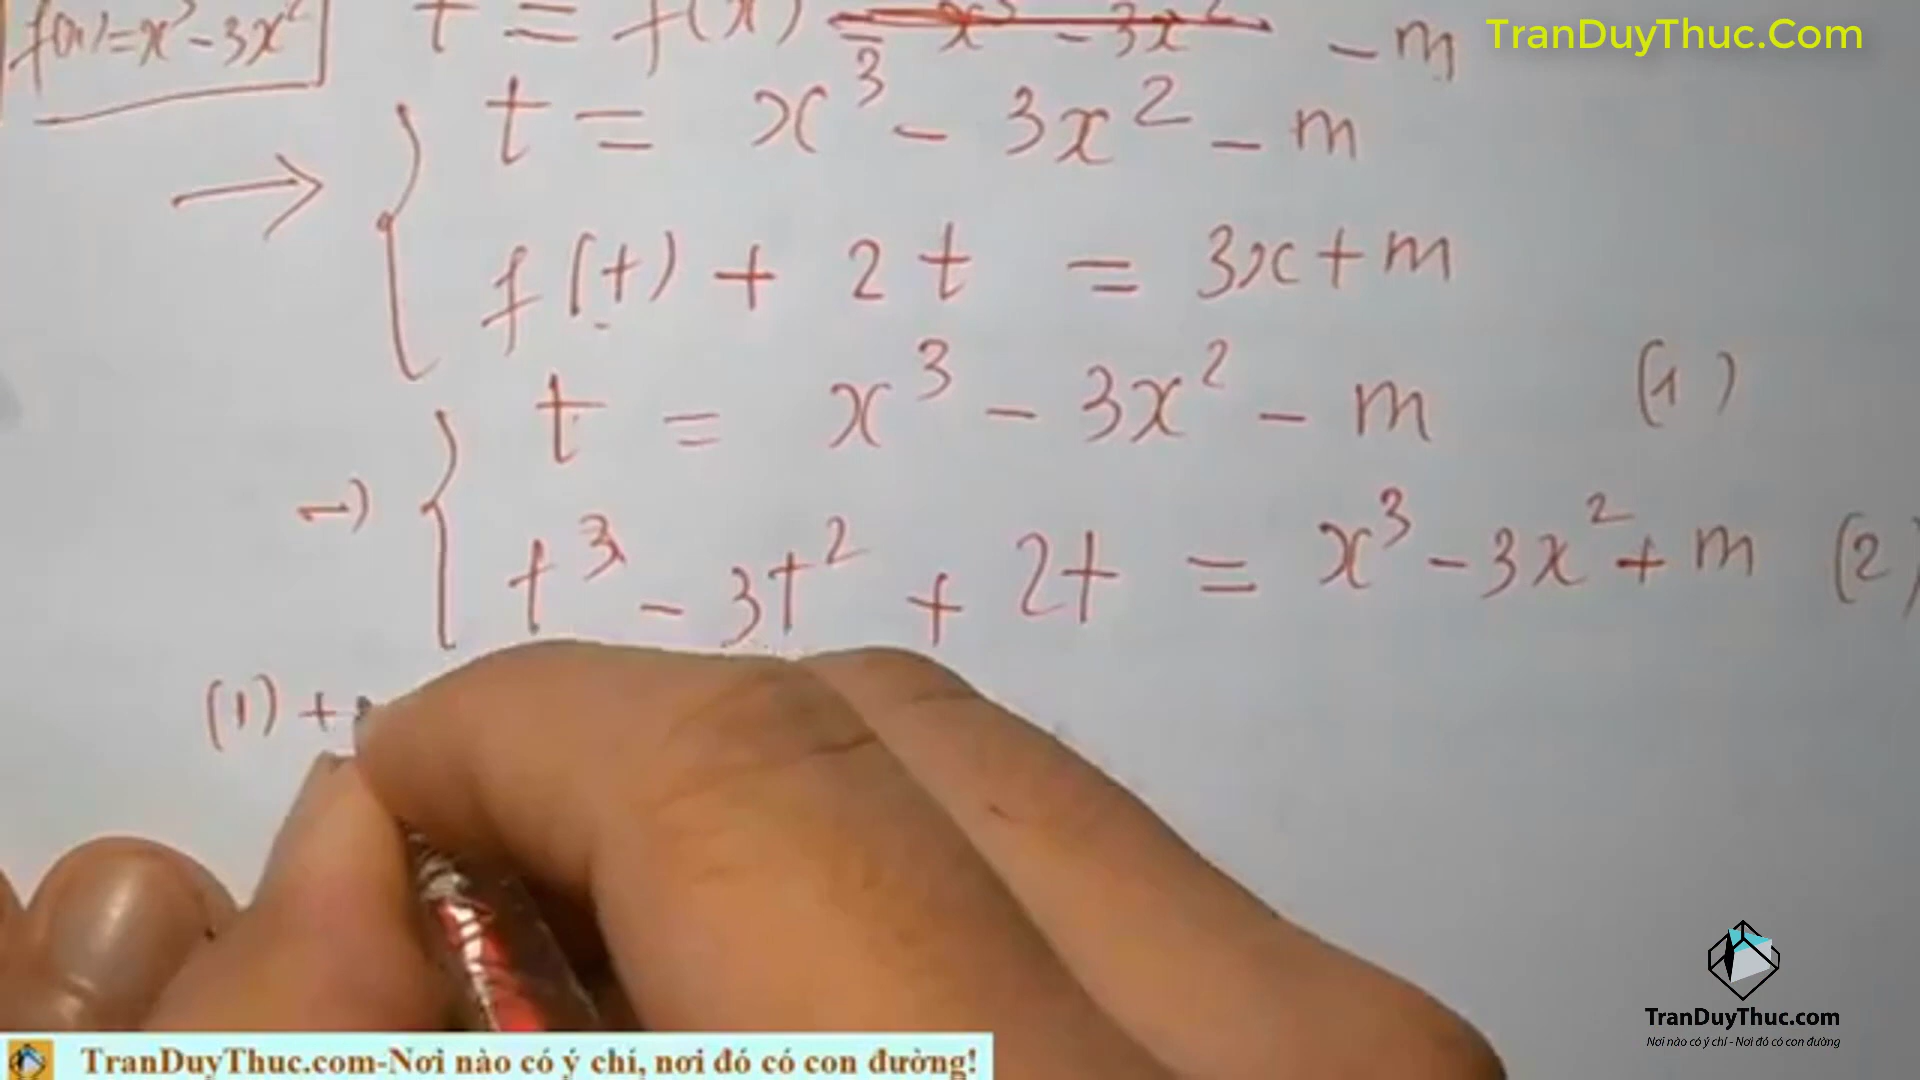 f(x)=x³-3x²
t = f(x) = x³ - 3x² - m
TranDuyThuc.Com
→ { t = x³ - 3x² - m
f(t) + 2t = 3x + m
→ { t = x³ - 3x² - m (1)
t³ - 3t² + 2t = x³ - 3x² + m (2)
(1) +
TranDuyThuc.com
Nơi nào có ý chí - Nơi đó có con đường
TranDuyThuc.com-Nơi nào có ý chí, nơi đó có con đường!